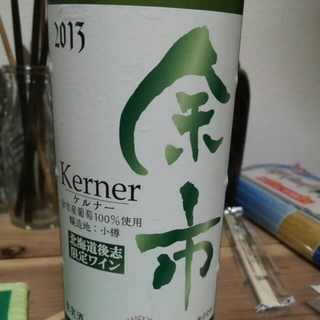 2013
余市
Kerner
ケルナー
余市産葡萄100%使用
醸造地:小樽
北海道後志
限定ワイン